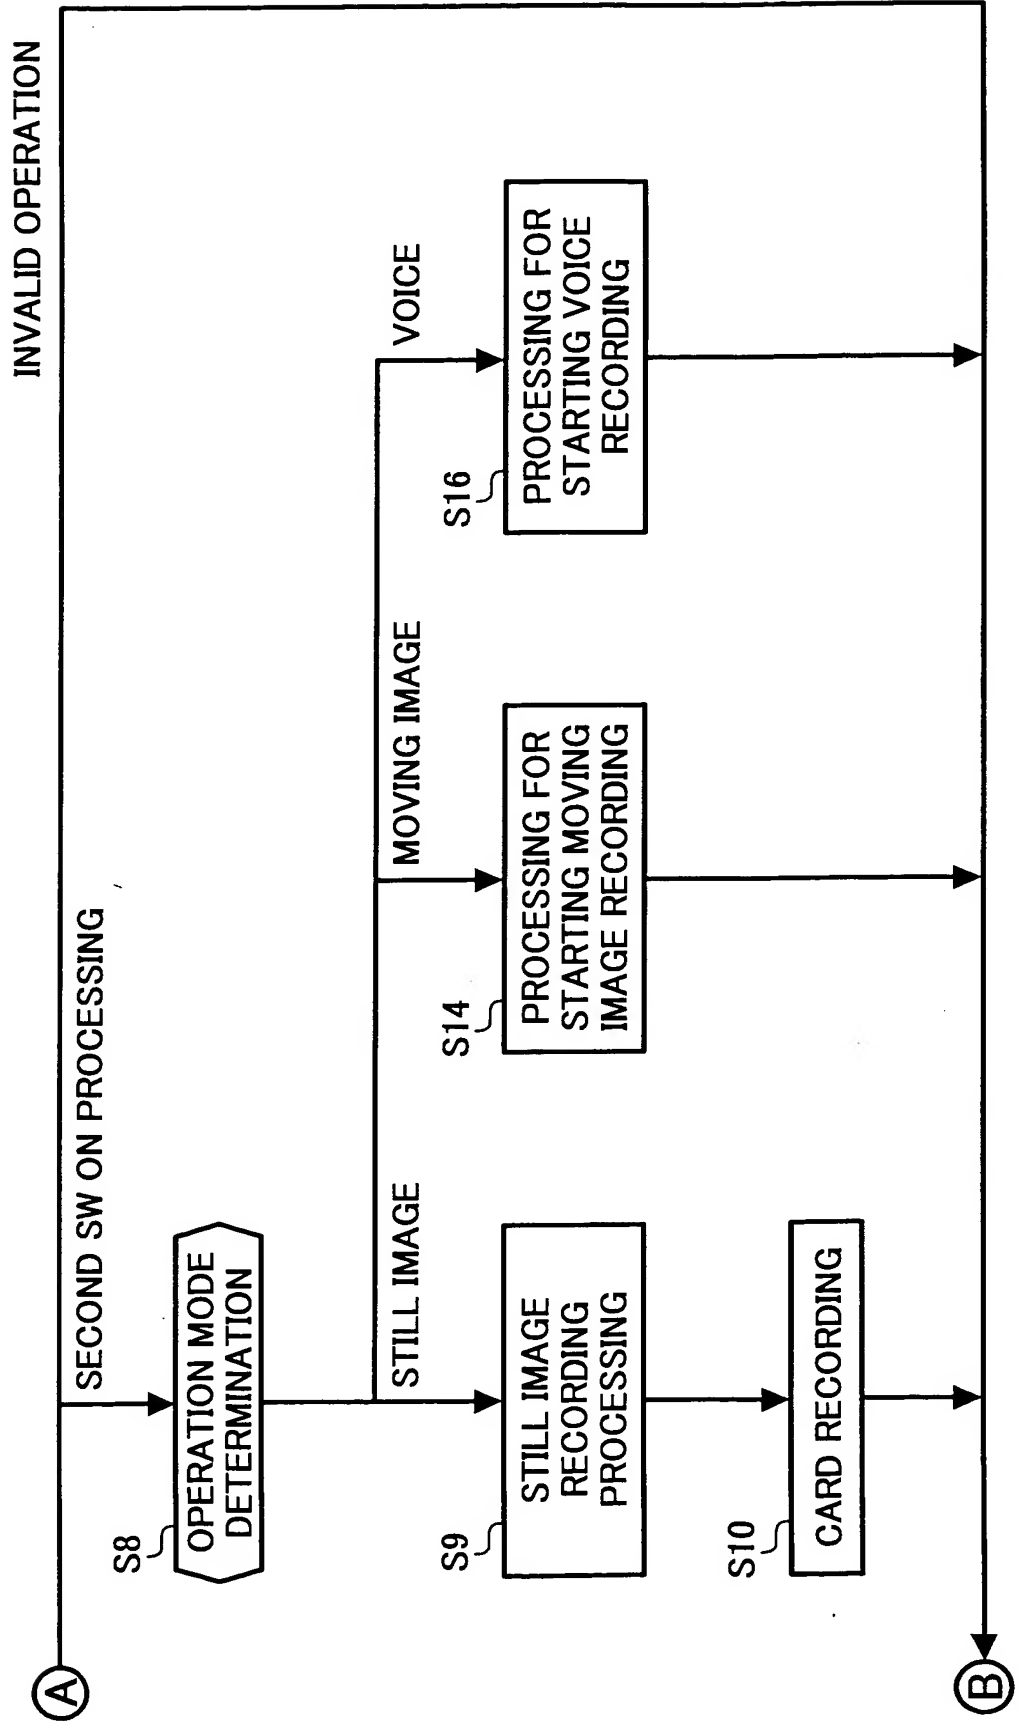 A
INVALID OPERATION
SECOND SW ON PROCESSING
S8
OPERATION MODE
DETERMINATION
STILL IMAGE
MOVING IMAGE
VOICE
S9
STILL IMAGE
RECORDING
PROCESSING
S14
PROCESSING FOR
STARTING MOVING
IMAGE RECORDING
S16
PROCESSING FOR
STARTING VOICE
RECORDING
S10
CARD RECORDING
B